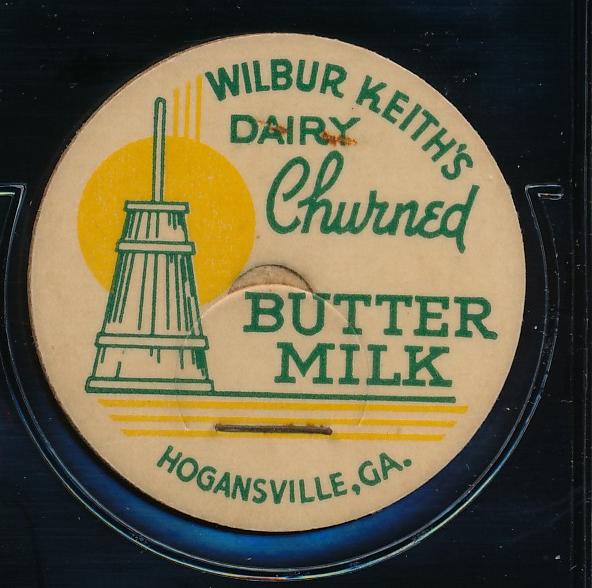 WILBUR KEITH'S
DAIRY
Churned
BUTTER
MILK
HOGANSVILLE, GA.